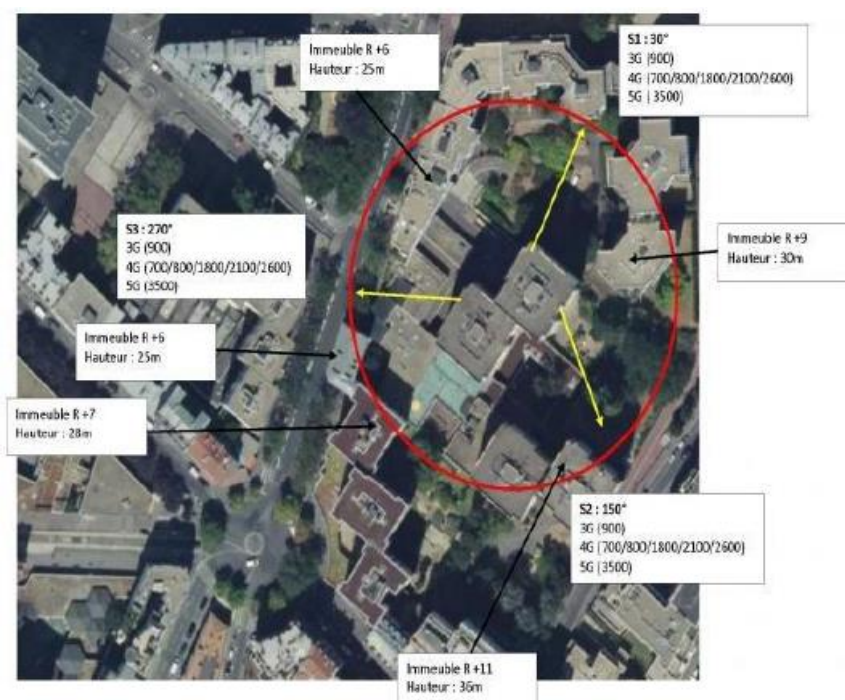 Immeuble R +6
Hauteur : 25m
S1 : 30°
3G (900)
4G (700/800/1800/2100/2600)
5G ( 3500)
S3 : 270°
3G (900)
4G (700/800/1800/2100/2600)
5G (3500)
Immeuble R +9
Hauteur : 30m
Immeuble R +6
Hauteur : 25m
Immeuble R +7
Hauteur : 28m
S2 : 150°
3G (900)
4G (700/800/1800/2100/2600)
5G (3500)
Immeuble R +11
Hauteur : 36m